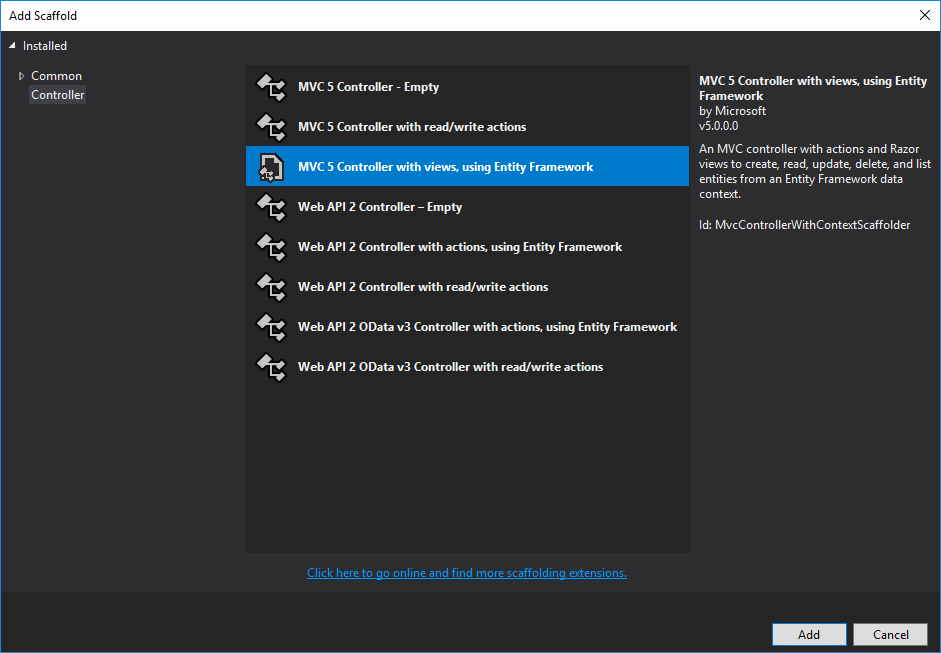 Add Scaffold
Installed
Common
Controller
MVC 5 Controller - Empty
MVC 5 Controller with read/write actions
MVC 5 Controller with views, using Entity Framework
Web API 2 Controller – Empty
Web API 2 Controller with actions, using Entity Framework
Web API 2 Controller with read/write actions
Web API 2 OData v3 Controller with actions, using Entity Framework
Web API 2 OData v3 Controller with read/write actions
Click here to go online and find more scaffolding extensions.
MVC 5 Controller with views, using Entity
Framework
by Microsoft
v5.0.0.0
An MVC controller with actions and Razor
views to create, read, update, delete, and list
entities from an Entity Framework data
context.
Id: MvcControllerWithContextScaffolder
Add
Cancel